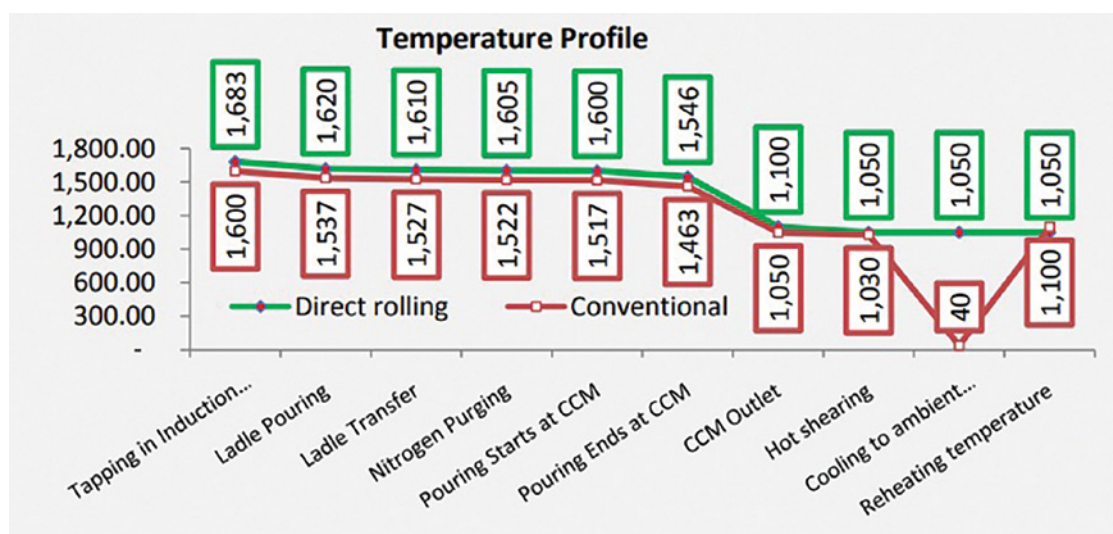 Temperature Profile
1,683
1,620
1,610
1,605
1,600
1,546
1,100
1,050
1,050
1,050
1,800.00
1,500.00
1,200.00
900.00
600.00
300.00
-
1,600
1,537
1,527
1,522
1,517
1,463
1,050
1,030
40
1,100
Direct rolling
Conventional
Tapping in Induction...
Ladle Pouring
Ladle Transfer
Nitrogen Purging
Pouring Starts at CCM
Pouring Ends at CCM
CCM Outlet
Hot shearing
Cooling to ambient...
Reheating temperature